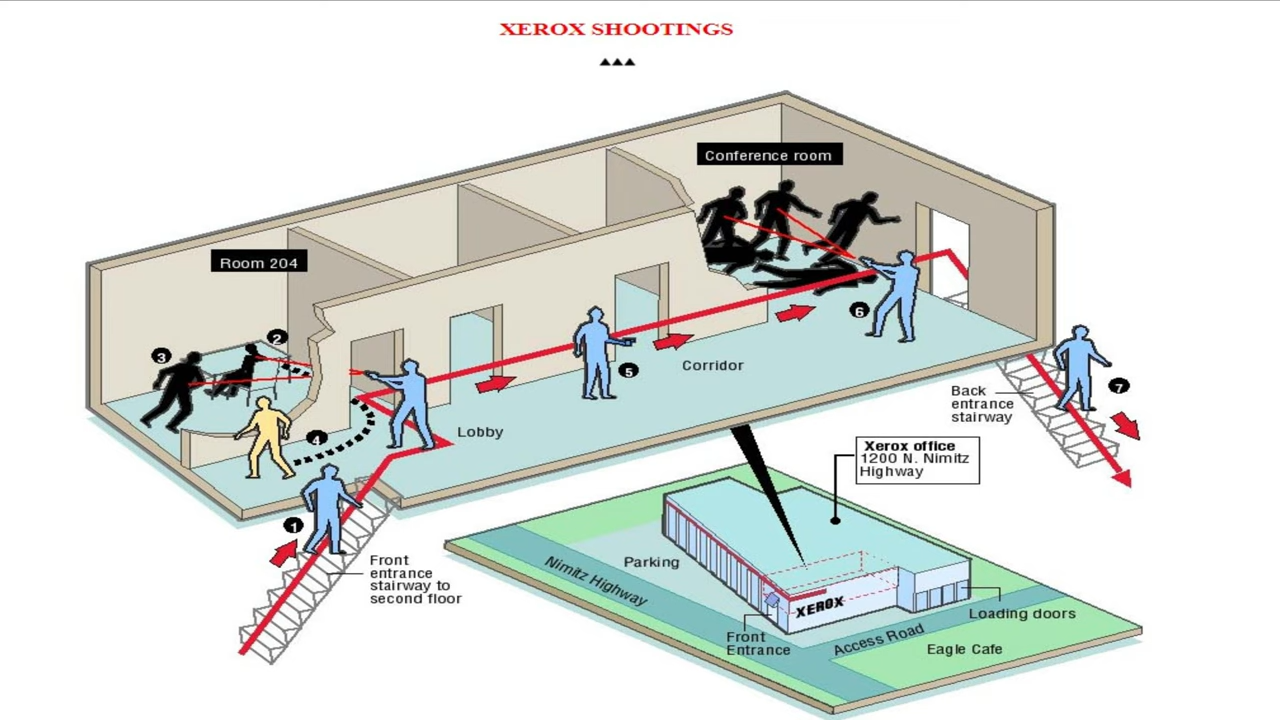 XEROX SHOOTINGS
Conference room
Room 204
3
2
6
5
Corridor
7
Back
entrance
stairway
4
Lobby
Xerox office
1200 N. Nimitz
Highway
1
Front
entrance
stairway to
second floor
Parking
Nimitz Highway
XEROX
Loading doors
Front
Entrance
Access Road
Eagle Cafe